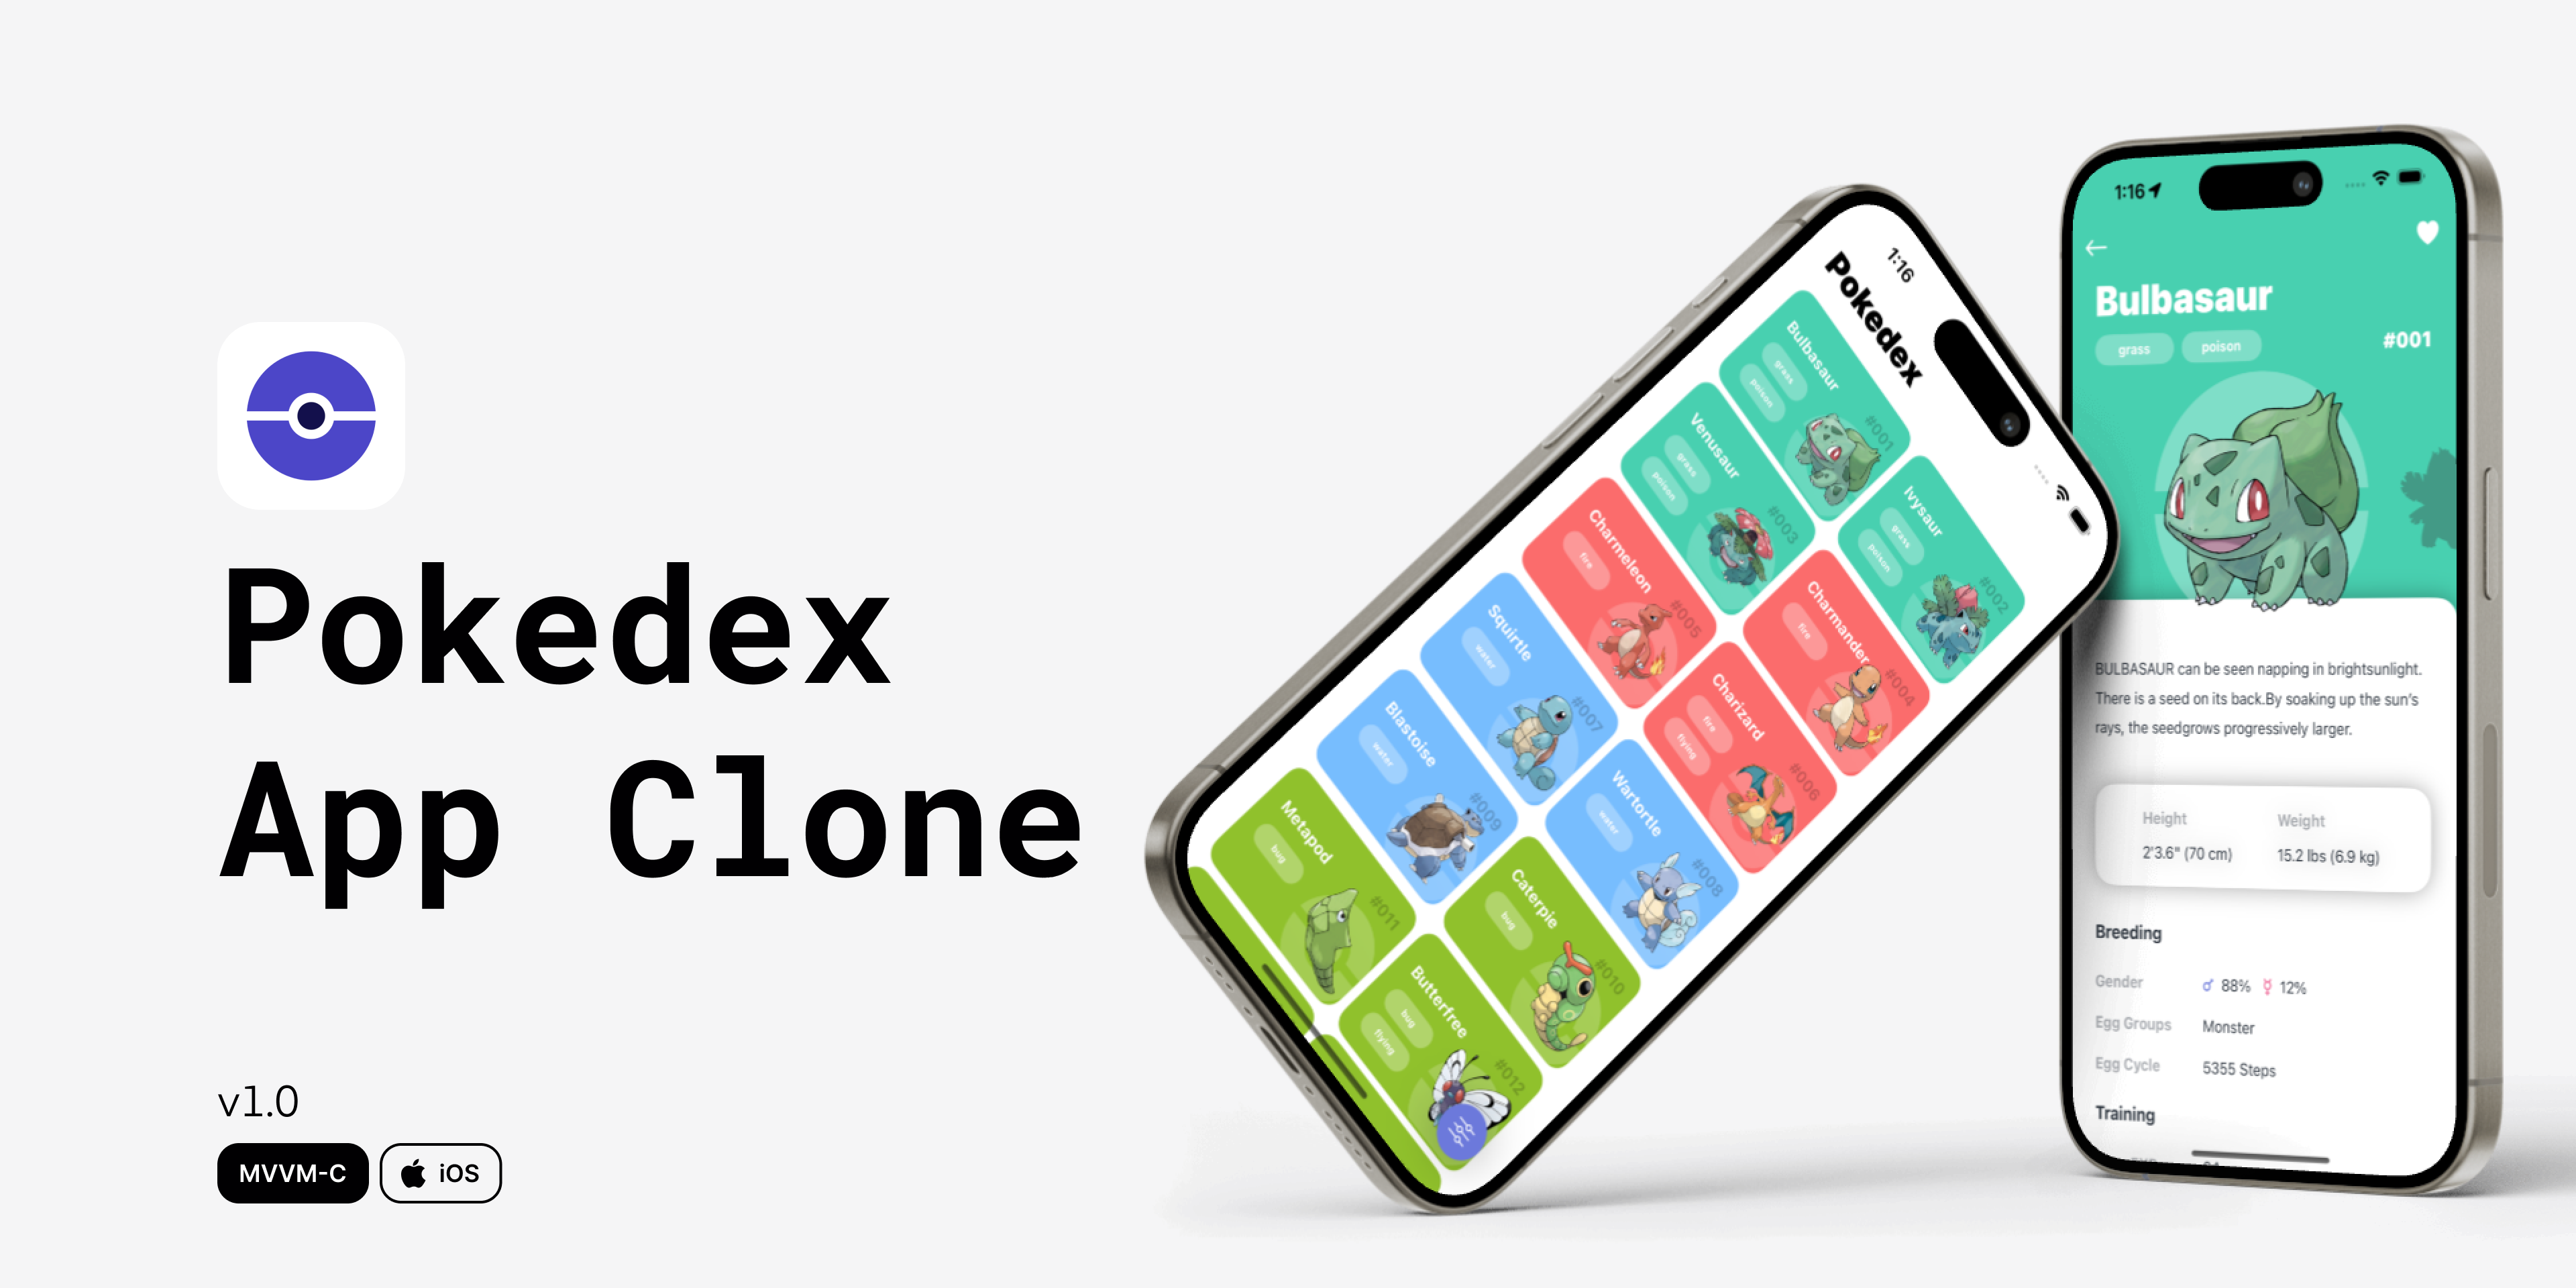 Pokedex
App Clone
v1.0
MVVM-C
iOS
1:16
Pokedex
Bulbasaur
grass
poison
#001
Ivysaur
grass
poison
#002
Venusaur
grass
poison
#003
Charmander
fire
#004
Charmeleon
fire
#005
Charizard
fire
flying
#006
Squirtle
water
#007
Wartortle
water
#008
Blastoise
water
#009
Caterpie
bug
#010
Metapod
bug
#011
Butterfree
bug
flying
#012
1:16
Bulbasaur
grass poison #001
BULBASAUR can be seen napping in brightsunlight.
There is a seed on its back.By soaking up the sun's
rays, the seedgrows progressively larger.
Height Weight
2'3.6" (70 cm) 15.2 lbs (6.9 kg)
Breeding
Gender ♂ 88% ☿ 12%
Egg Groups Monster
Egg Cycle 5355 Steps
Training